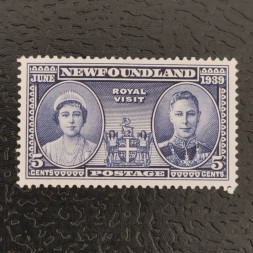 JUNE NEWFOUNDLAND 1939
ROYAL
VISIT
5 5
CENTS POSTAGE CENTS